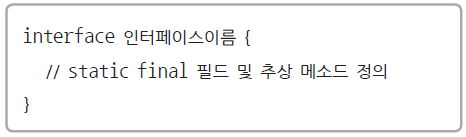 interface 인터페이스이름 {
// static final 필드 및 추상 메소드 정의
}